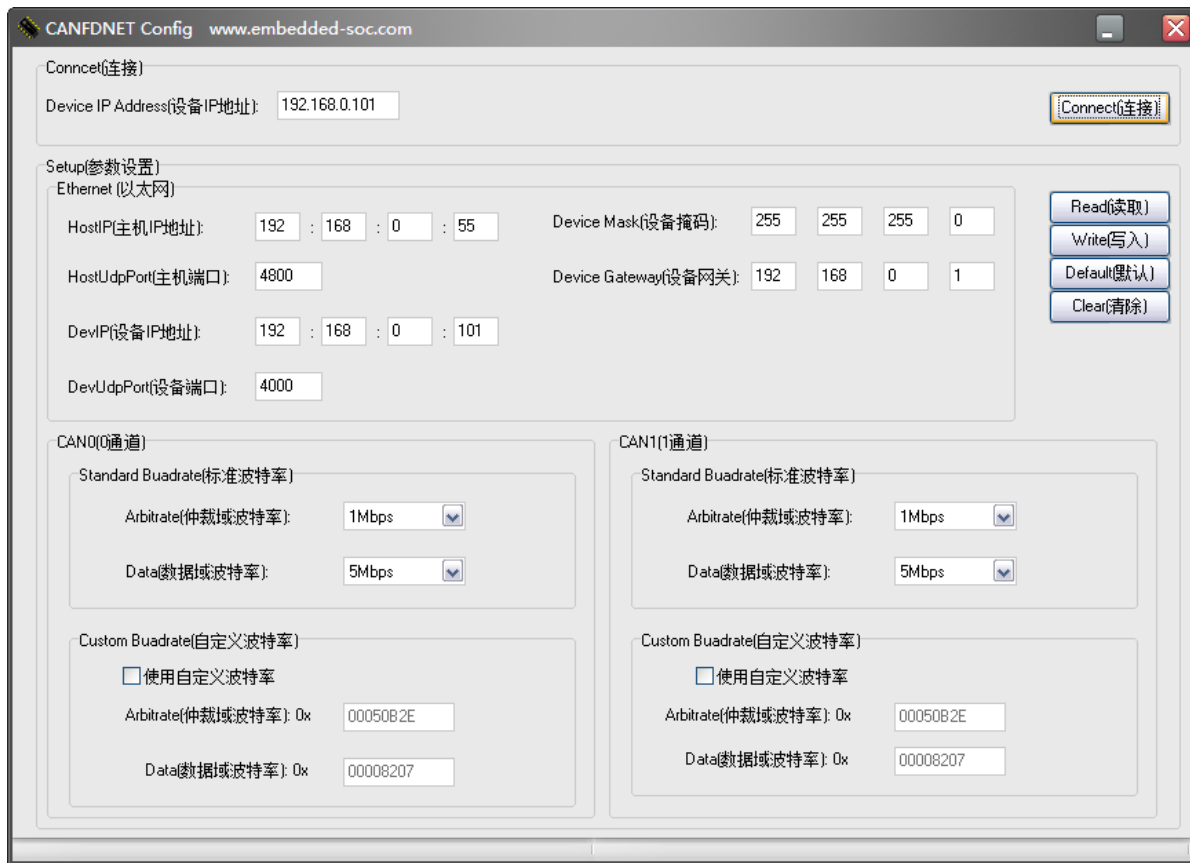 CANFDNET Config www.embedded-soc.com
Conncet(连接)
Device IP Address(设备IP地址): 192.168.0.101 Connect(连接)
Setup(参数设置)
Ethernet (以太网)
HostIP(主机IP地址): 192 : 168 : 0 : 55 Device Mask(设备掩码): 255 255 255 0 Read(读取)
Write(写入)
HostUdpPort(主机端口): 4800 Device Gateway(设备网关): 192 168 0 1 Default(默认)
Clear(清除)
DevIP(设备IP地址): 192 : 168 : 0 : 101
DevUdpPort(设备端口): 4000
CAN0(0通道) CAN1(1通道)
Standard Buadrate(标准波特率) Standard Buadrate(标准波特率)
Arbitrate(仲裁域波特率): 1Mbps Arbitrate(仲裁域波特率): 1Mbps
Data(数据域波特率): 5Mbps Data(数据域波特率): 5Mbps
Custom Buadrate(自定义波特率) Custom Buadrate(自定义波特率)
使用自定义波特率 使用自定义波特率
Arbitrate(仲裁域波特率): 0x 00050B2E Arbitrate(仲裁域波特率): 0x 00050B2E
Data(数据域波特率): 0x 00008207 Data(数据域波特率): 0x 00008207